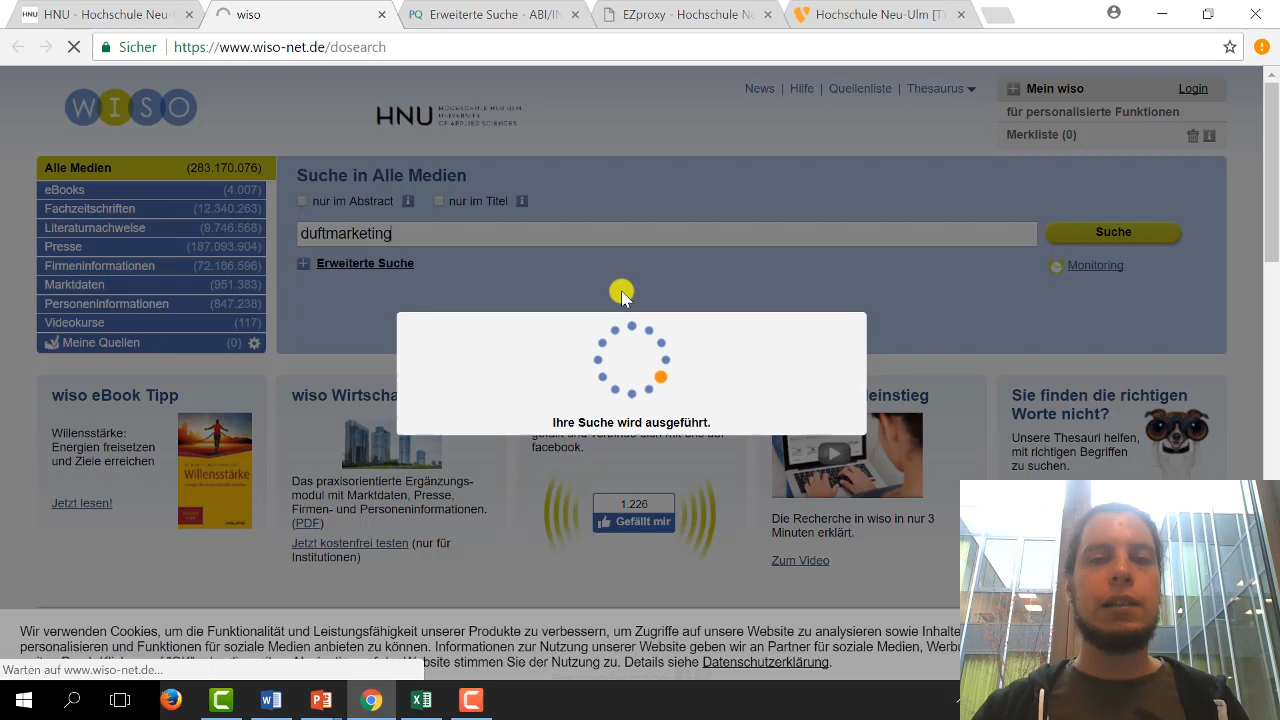 HNU - Hochschule Neu-U
wiso
Erweiterte Suche - ABI/IN
EZproxy - Hochschule Ne
Hochschule Neu-Ulm [TY
Sicher https://www.wiso-net.de/dosearch
WISO
HNU HOCHSCHULE NEU-ULM
UNIVERSITY
OF APPLIED SCIENCES
News | Hilfe | Quellenliste | Thesaurus
Mein wiso Login
für personalisierte Funktionen
Merkliste (0)
Alle Medien (283.170.076)
eBooks (4.007)
Fachzeitschriften (12.340.263)
Literaturnachweise (9.746.568)
Presse (187.093.904)
Firmeninformationen (72.186.596)
Marktdaten (951.383)
Personeninformationen (847.238)
Videokurse (117)
Meine Quellen (0)
Suche in Alle Medien
nur im Abstract nur im Titel
duftmarketing
Suche
Erweiterte Suche
Monitoring
Ihre Suche wird ausgeführt.
wiso eBook Tipp
Willensstärke:
Energien freisetzen
und Ziele erreichen
Willensstärke
Jetzt lesen!
wiso Wirtscha
Das praxisorientierte Ergänzungs-
modul mit Marktdaten, Presse,
Firmen- und Personeninformationen.
(PDF)
Jetzt kostenfrei testen (nur für
Institutionen)
facebook.
1.226
Gefällt mir
einstieg
Die Recherche in wiso in nur 3
Minuten erklärt.
Zum Video
Sie finden die richtigen
Worte nicht?
Unsere Thesauri helfen,
mit richtigen Begriffen
zu suchen.
Wir verwenden Cookies, um die Funktionalität und Leistungsfähigkeit unserer Produkte zu verbessern, um Zugriffe auf unsere Website zu analysieren sowie Inhalte
personalisieren und Funktionen für soziale Medien anbieten zu können. Informationen zur Nutzung unserer Website geben wir an Partner für soziale Medien, Werbu
Website stimmen Sie der Nutzung zu. Details siehe Datenschutzerklärung.
Warten auf www.wiso-net.de...